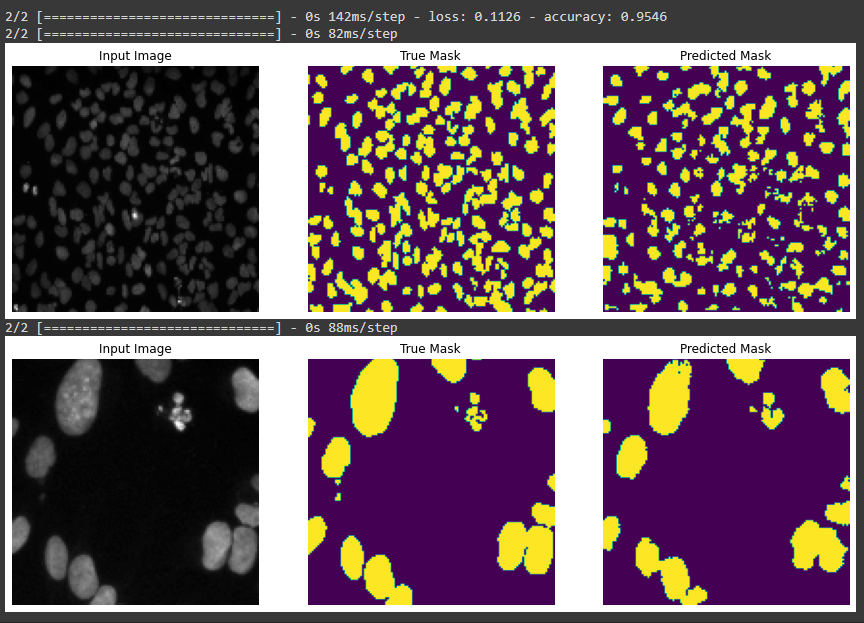 2/2 [==============================] - 0s 142ms/step - loss: 0.1126 - accuracy: 0.9546
2/2 [==============================] - 0s 82ms/step
Input Image True Mask Predicted Mask
2/2 [==============================] - 0s 88ms/step
Input Image True Mask Predicted Mask